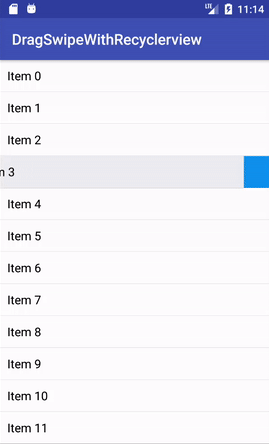 LTE 11:14
DragSwipeWithRecyclerview
Item 0
Item 1
Item 2
m 3
Item 4
Item 5
Item 6
Item 7
Item 8
Item 9
Item 10
Item 11